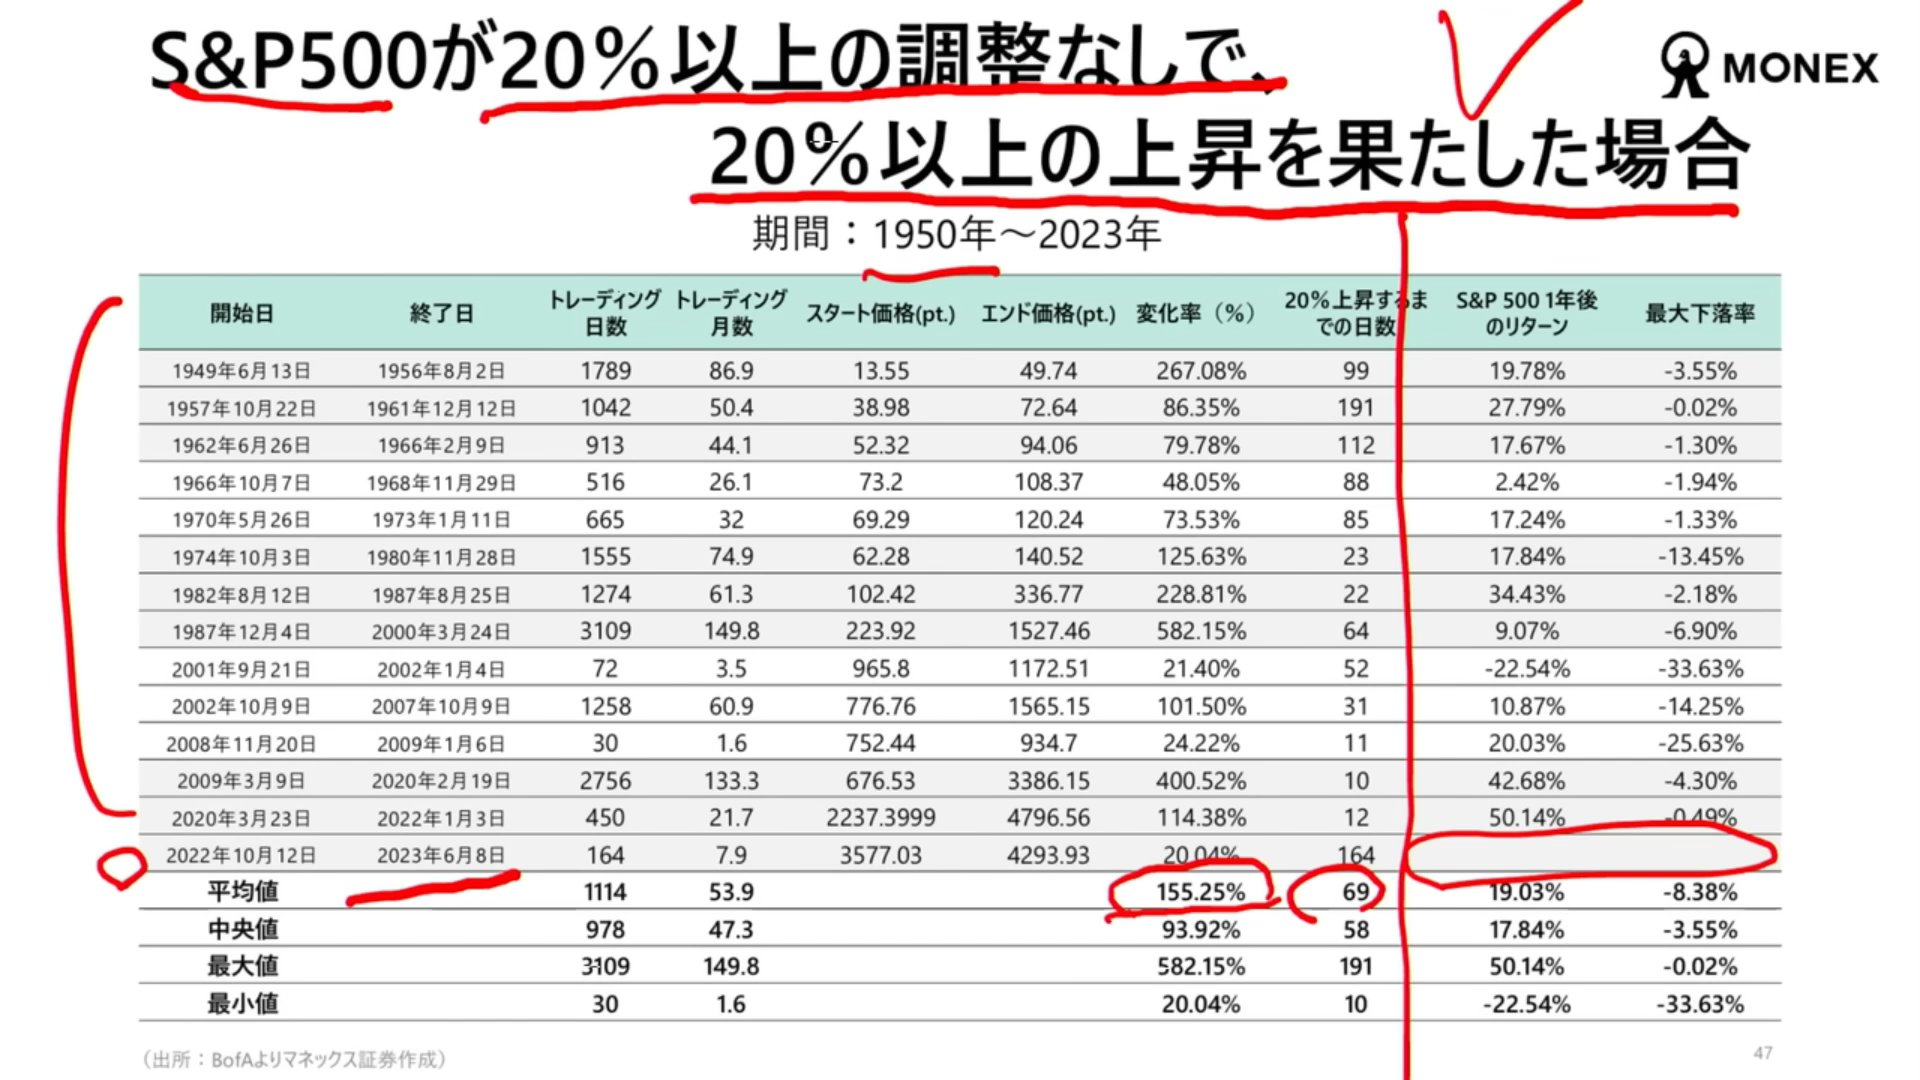 S&P500が20%以上の調整なしで、
MONEX
20%以上の上昇を果たした場合
期間：1950年～2023年
開始日 終了日 トレーディング日数 トレーディング月数 スタート価格(pt.) エンド価格(pt.) 変化率（%） 20%上昇するまでの日数 S&P 500 1年後のリターン 最大下落率
1949年6月13日 1956年8月2日 1789 86.9 13.55 49.74 267.08% 99 19.78% -3.55%
1957年10月22日 1961年12月12日 1042 50.4 38.98 72.64 86.35% 191 27.79% -0.02%
1962年6月26日 1966年2月9日 913 44.1 52.32 94.06 79.78% 112 17.67% -1.30%
1966年10月7日 1968年11月29日 516 26.1 73.2 108.37 48.05% 88 2.42% -1.94%
1970年5月26日 1973年1月11日 665 32 69.29 120.24 73.53% 85 17.24% -1.33%
1974年10月3日 1980年11月28日 1555 74.9 62.28 140.52 125.63% 23 17.84% -13.45%
1982年8月12日 1987年8月25日 1274 61.3 102.42 336.77 228.81% 22 34.43% -2.18%
1987年12月4日 2000年3月24日 3109 149.8 223.92 1527.46 582.15% 64 9.07% -6.90%
2001年9月21日 2002年1月4日 72 3.5 965.8 1172.51 21.40% 52 -22.54% -33.63%
2002年10月9日 2007年10月9日 1258 60.9 776.76 1565.15 101.50% 31 10.87% -14.25%
2008年11月20日 2009年1月6日 30 1.6 752.44 934.7 24.22% 11 20.03% -25.63%
2009年3月9日 2020年2月19日 2756 133.3 676.53 3386.15 400.52% 10 42.68% -4.30%
2020年3月23日 2022年1月3日 450 21.7 2237.3999 4796.56 114.38% 12 50.14% -0.49%
2022年10月12日 2023年6月8日 164 7.9 3577.03 4293.93 20.04% 164
平均値 1114 53.9 155.25% 69 19.03% -8.38%
中央値 978 47.3 93.92% 58 17.84% -3.55%
最大値 3109 149.8 582.15% 191 50.14% -0.02%
最小値 30 1.6 20.04% 10 -22.54% -33.63%
（出所：BofAよりマネックス証券作成）
47